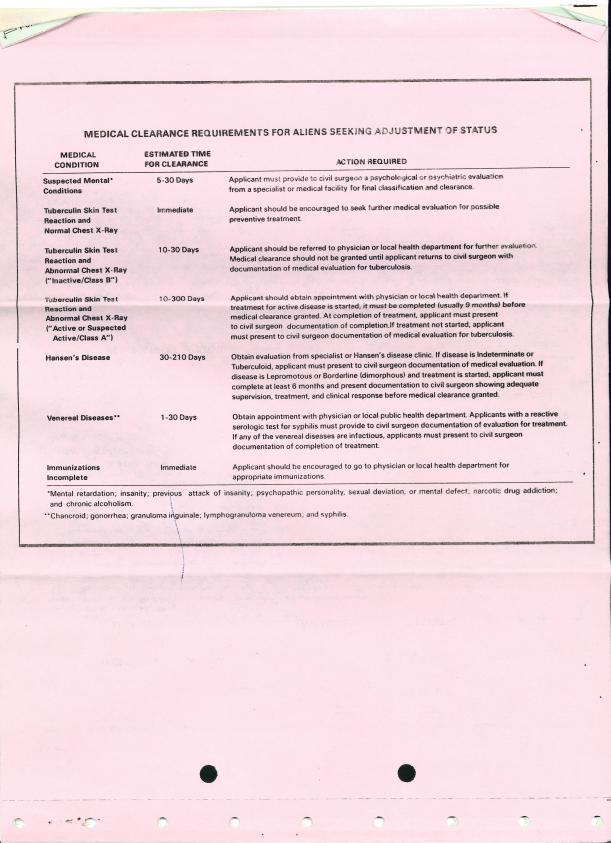 MEDICAL CLEARANCE REQUIREMENTS FOR ALIENS SEEKING ADJUSTMENT OF STATUS
MEDICAL CONDITION
ESTIMATED TIME FOR CLEARANCE
ACTION REQUIRED
Suspected Mental* Conditions
5-30 Days
Applicant must provide to civil surgeon a psychological or psychiatric evaluation
from a specialist or medical facility for final classification and clearance.
Tuberculin Skin Test
Reaction and
Normal Chest X-Ray
Immediate
Applicant should be encouraged to seek further medical evaluation for possible
preventive treatment.
Tuberculin Skin Test
Reaction and
Abnormal Chest X-Ray
("Inactive/Class B")
10-30 Days
Applicant should be referred to physician or local health department for further evaluation.
Medical clearance should not be granted until applicant returns to civil surgeon with
documentation of medical evaluation for tuberculosis.
Tuberculin Skin Test
Reaction and
Abnormal Chest X-Ray
("Active or Suspected
Active/Class A")
10-300 Days
Applicant should obtain appointment with physician or local health department. If
treatment for active disease is started, it must be completed (usually 9 months) before
medical clearance granted. At completion of treatment, applicant must present
to civil surgeon documentation of completion. If treatment not started, applicant
must present to civil surgeon documentation of medical evaluation for tuberculosis.
Hansen's Disease
30-210 Days
Obtain evaluation from specialist or Hansen's disease clinic. If disease is Indeterminate or
Tuberculoid, applicant must present to civil surgeon documentation of medical evaluation. If
disease is Lepromotous or Borderline (dimorphous) and treatment is started, applicant must
complete at least 6 months and present documentation to civil surgeon showing adequate
supervision, treatment, and clinical response before medical clearance granted.
Venereal Diseases**
1-30 Days
Obtain appointment with physician or local public health department. Applicants with a reactive
serologic test for syphilis must provide to civil surgeon documentation of evaluation for treatment.
If any of the venereal diseases are infectious, applicants must present to civil surgeon
documentation of completion of treatment.
Immunizations
Incomplete
Immediate
Applicant should be encouraged to go to physician or local health department for
appropriate immunizations.
*Mental retardation; insanity; previous attack of insanity; psychopathic personality, sexual deviation, or mental defect; narcotic drug addiction;
and chronic alcoholism.
**Chancroid; gonorrhea; granuloma inguinale; lymphogranuloma venereum; and syphilis.